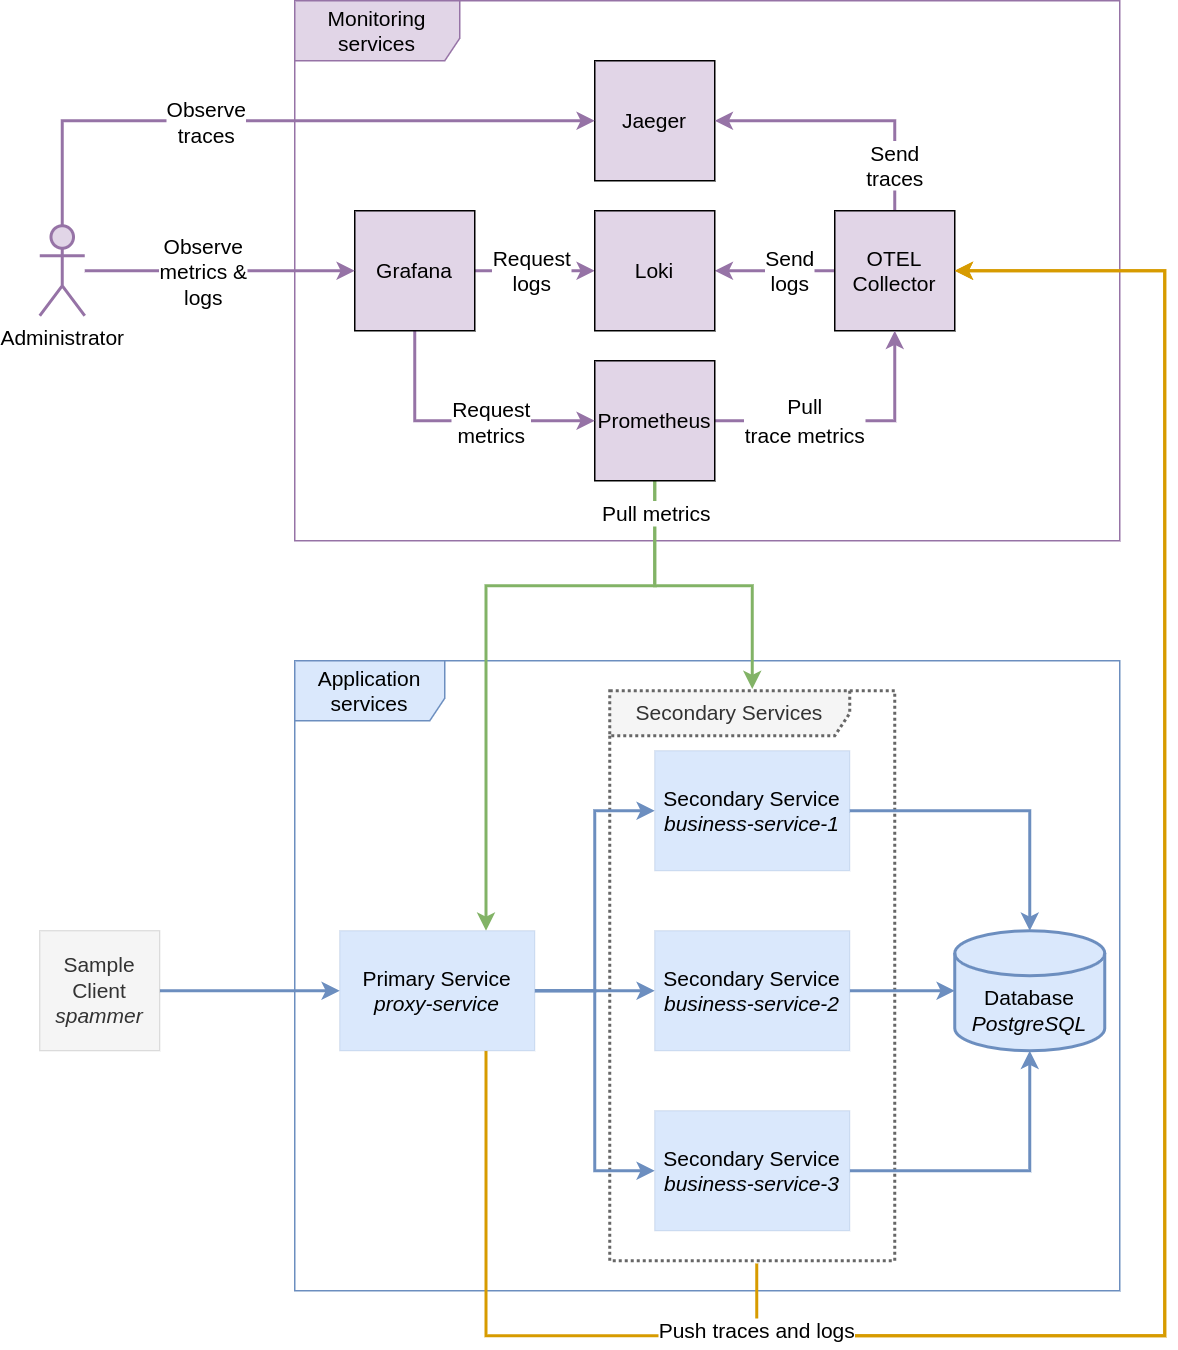 Monitoring
services
Observe
traces
Jaeger
Send
traces
Observe
metrics &
logs
Administrator
Grafana
Request
logs
Loki
Send
logs
OTEL
Collector
Request
metrics
Prometheus
Pull
trace metrics
Pull metrics
Application
services
Secondary Services
Secondary Service
business-service-1
Sample
Client
spammer
Primary Service
proxy-service
Secondary Service
business-service-2
Database
PostgreSQL
Secondary Service
business-service-3
Push traces and logs